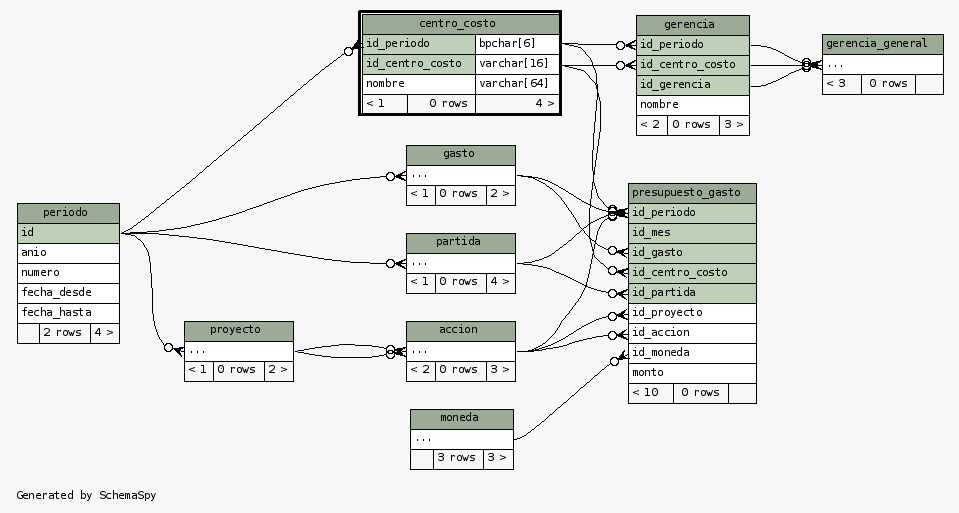 centro_costo
id_periodo bpchar[6]
id_centro_costo varchar[16]
nombre varchar[64]
< 1 0 rows 4 >
gerencia
id_periodo
id_centro_costo
id_gerencia
nombre
< 2 0 rows 3 >
gerencia_general
...
< 3 0 rows
gasto
...
< 1 0 rows 2 >
periodo
id
anio
numero
fecha_desde
fecha_hasta
2 rows 4 >
partida
...
< 1 0 rows 4 >
presupuesto_gasto
id_periodo
id_mes
id_gasto
id_centro_costo
id_partida
id_proyecto
id_accion
id_moneda
monto
< 10 0 rows
proyecto
...
< 1 0 rows 2 >
accion
...
< 2 0 rows 3 >
moneda
...
3 rows 3 >
Generated by SchemaSpy